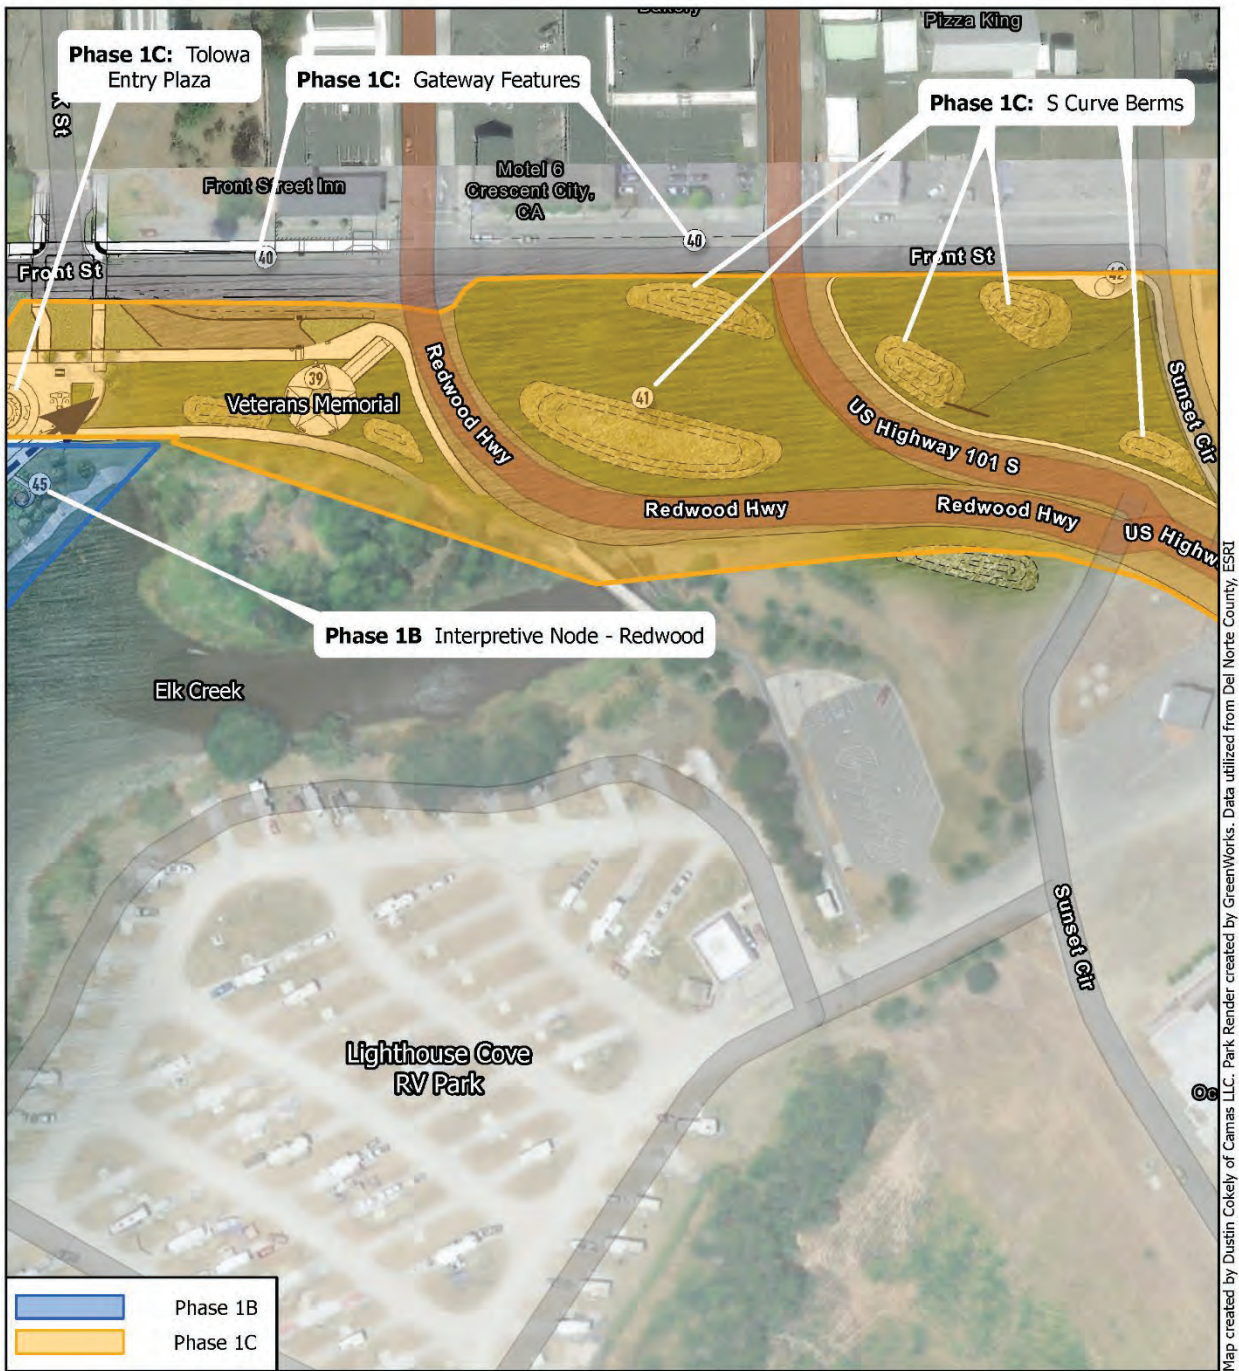 Bakery
Pizza King
Phase 1C: Tolowa
Entry Plaza
Phase 1C: Gateway Features
Phase 1C: S Curve Berms
K St
Front Street Inn
Motel 6
Crescent City,
CA
40
40
Front St
Front St
42
39
Veterans Memorial
41
Redwood Hwy
US Highway 101 S
Sunset Cir
45
Redwood Hwy
Redwood Hwy
US Highw
Phase 1B Interpretive Node - Redwood
Elk Creek
Sunset Cir
Lighthouse Cove
RV Park
Oc
Phase 1B
Phase 1C
Map created by Dustin Cokely of Camas LLC. Park Render created by GreenWorks. Data utilized from Del Norte County, ESRI